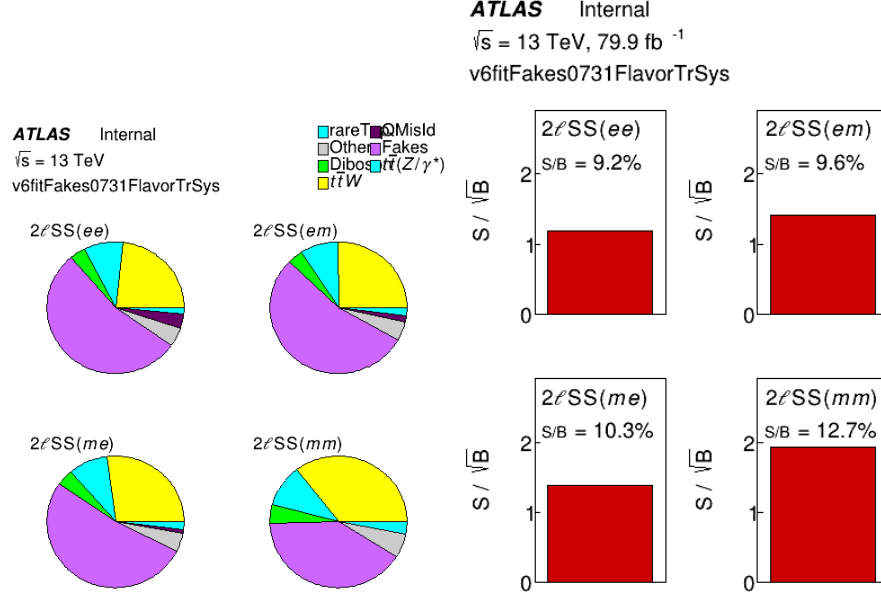 ATLAS Internal
√s = 13 TeV, 79.9 fb⁻¹
v6fitFakes0731FlavorTrSys
ATLAS Internal
√s = 13 TeV
v6fitFakes0731FlavorTrSys
QMisId
Other Fakes
tt̄(Z/γ*)
tt̄W
2ℓSS(ee)
2ℓSS(em)
2ℓSS(me)
2ℓSS(mm)
2ℓSS(ee)
S/B = 9.2%
S / √B
2
1
0
2ℓSS(em)
S/B = 9.6%
S / √B
2
1
0
2ℓSS(me)
S/B = 10.3%
S / √B
2
1
0
2ℓSS(mm)
S/B = 12.7%
S / √B
2
1
0